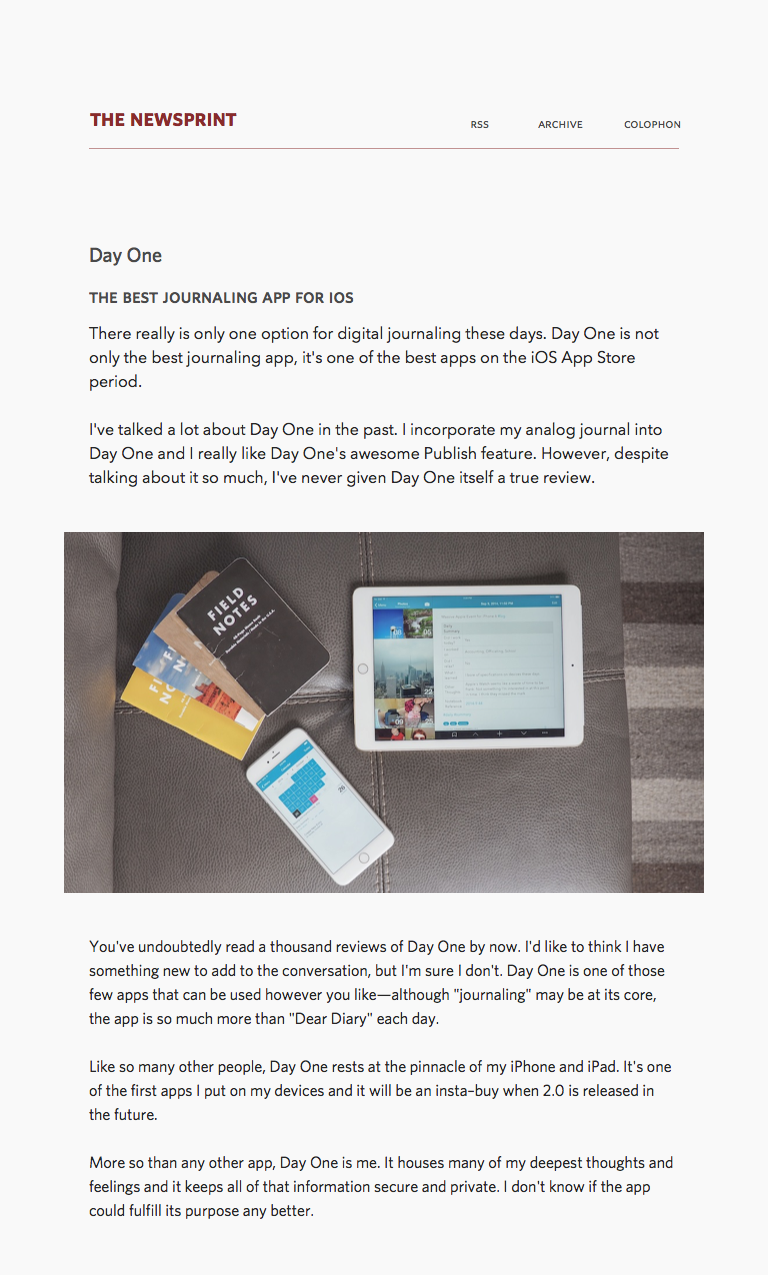 THE NEWSPRINT
RSS
ARCHIVE
COLOPHON
Day One
THE BEST JOURNALING APP FOR IOS
There really is only one option for digital journaling these days. Day One is not
only the best journaling app, it's one of the best apps on the iOS App Store
period.
I've talked a lot about Day One in the past. I incorporate my analog journal into
Day One and I really like Day One's awesome Publish feature. However, despite
talking about it so much, I've never given Day One itself a true review.
FIELD
NOTES
You've undoubtedly read a thousand reviews of Day One by now. I'd like to think I have
something new to add to the conversation, but I'm sure I don't. Day One is one of those
few apps that can be used however you like—although "journaling" may be at its core,
the app is so much more than "Dear Diary" each day.
Like so many other people, Day One rests at the pinnacle of my iPhone and iPad. It's one
of the first apps I put on my devices and it will be an insta–buy when 2.0 is released in
the future.
More so than any other app, Day One is me. It houses many of my deepest thoughts and
feelings and it keeps all of that information secure and private. I don't know if the app
could fulfill its purpose any better.